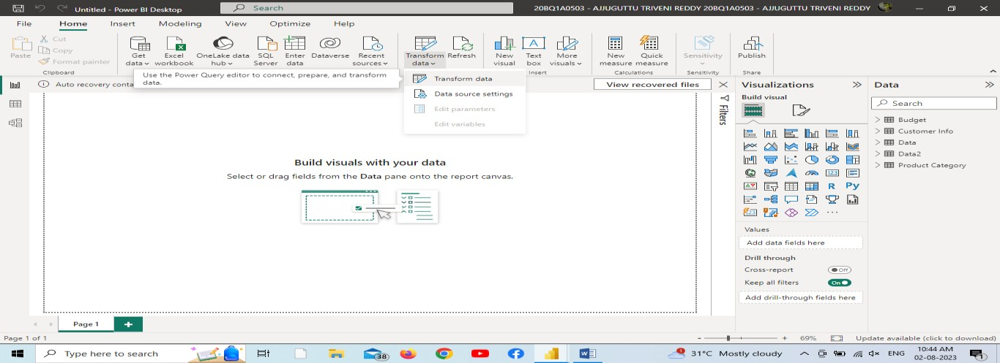 Untitled - Power BI Desktop
Search
20BQ1A0503 - AJJUGUTTU TRIVENI REDDY 20BQ1A0503 - AJJUGUTTU TRIVENI REDDY
File Home Insert Modeling View Optimize Help
Paste
Cut
Copy
Format painter
Clipboard
Get data
Excel workbook
OneLake data hub
SQL Server
Enter data
Dataverse
Recent sources
Transform data
Refresh
New visual
Text box
More visuals
Insert
New measure
Quick measure
Calculations
Sensitivity
Sensitivity
Publish
Share
Use the Power Query editor to connect, prepare, and transform
data.
Transform data
Data source settings
Edit parameters
Edit variables
Auto recovery conta
View recovered files
Filters
Build visuals with your data
Select or drag fields from the Data pane onto the report canvas.
Visualizations
Build visual
123
R
Py
Values
Add data fields here
Drill through
Cross-report
Off
Keep all filters
On
Add drill-through fields here
Data
Search
Budget
Customer Info
Data
Data2
Product Category
Page 1
Page 1 of 1
69%
Update available (click to download)
Type here to search
38
31°C Mostly cloudy
ENG
10:44 AM
02-08-2023